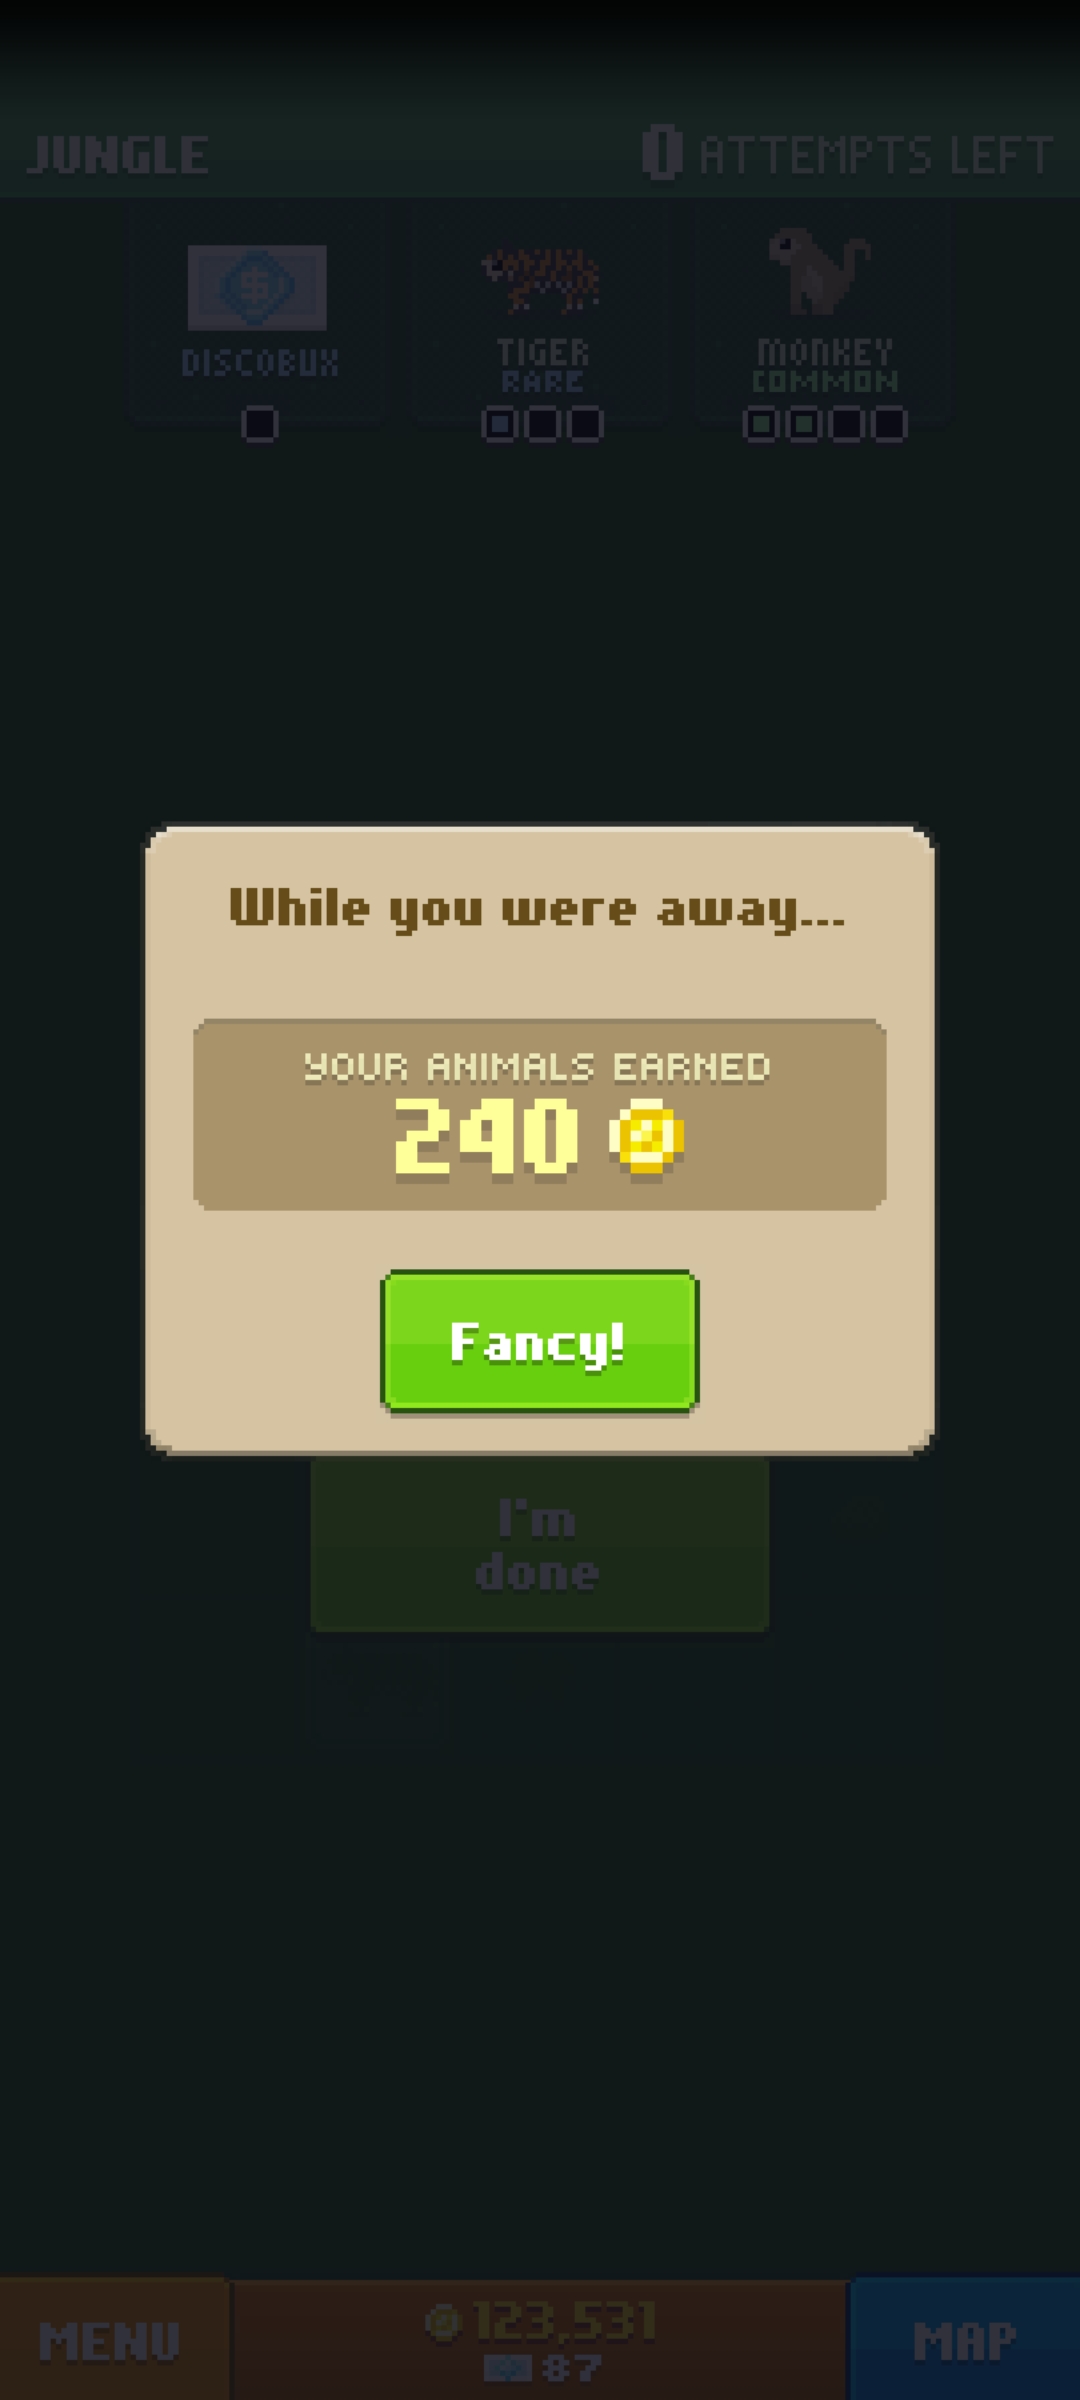 JUNGLE
0 ATTEMPTS LEFT
$
DISCOBUX
TIGER
RARE
MONKEY
COMMON
While you were away...
YOUR ANIMALS EARNED
240
Fancy!
I'm
done
MENU
123,531
87
MAP